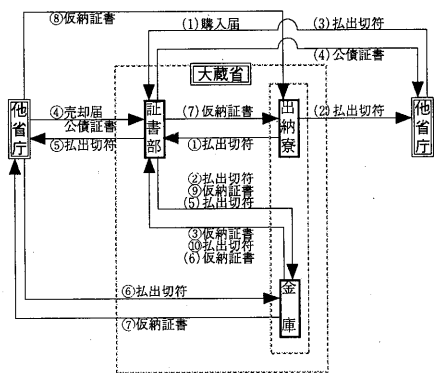 ⑧仮納証書
(1)購入届
(3)払出切符
(4)公債証書
大蔵省
他省庁
④売却届
公債証書
⑤払出切符
証書部
(7)仮納証書
①払出切符
出納寮
(2)払出切符
他省庁
②払出切符
⑨仮納証書
(5)払出切符
③仮納証書
⑩払出切符
(6)仮納証書
⑥払出切符
⑦仮納証書
金庫